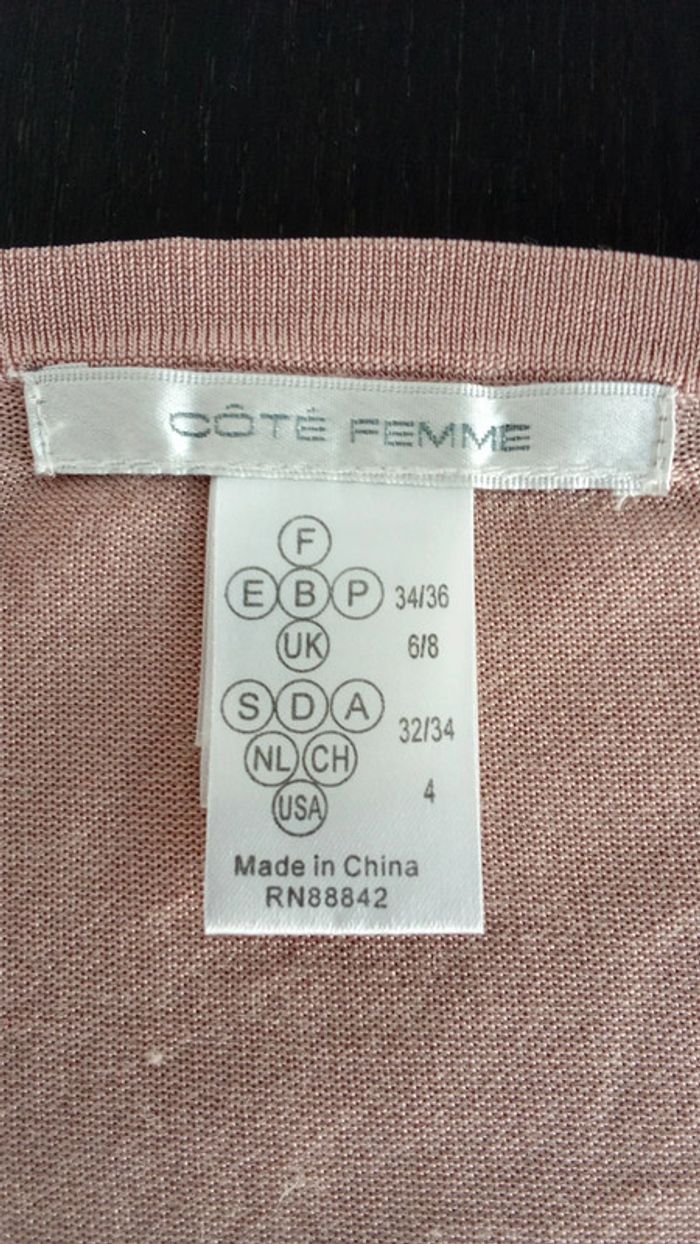 CÔTÉ FEMME
F
E B P 34/36
UK 6/8
S D A
32/34
NL CH
USA 4
Made in China
RN88842